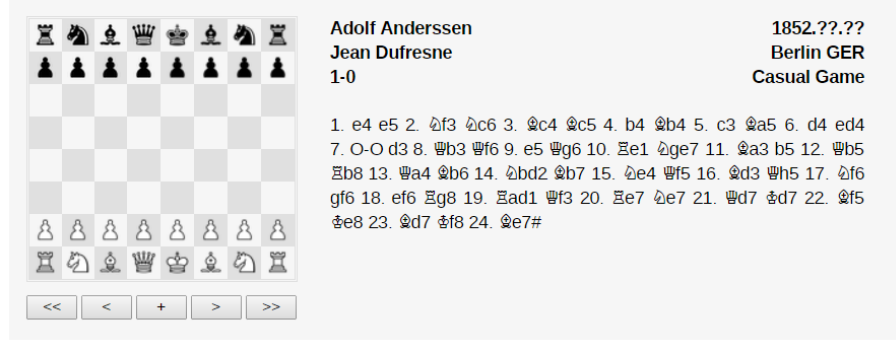 Adolf Anderssen 1852.??.??
Jean Dufresne Berlin GER
1-0 Casual Game
1. e4 e5 2. ♘f3 ♘c6 3. ♗c4 ♗c5 4. b4 ♗b4 5. c3 ♗a5 6. d4 ed4
7. O-O d3 8. ♕b3 ♕f6 9. e5 ♕g6 10. ♖e1 ♘ge7 11. ♗a3 b5 12. ♕b5
♖b8 13. ♕a4 ♗b6 14. ♘bd2 ♗b7 15. ♘e4 ♕f5 16. ♗d3 ♕h5 17. ♘f6
gf6 18. ef6 ♖g8 19. ♖ad1 ♕f3 20. ♖e7 ♘e7 21. ♕d7 ♔d7 22. ♗f5
♔e8 23. ♗d7 ♔f8 24. ♗e7#
<< < + > >>